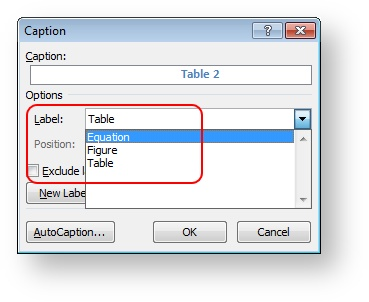 Caption
Caption:
Table 2
Options
Label: Table
Equation
Position: Figure
Table
Exclude
New Labe
AutoCaption... OK Cancel